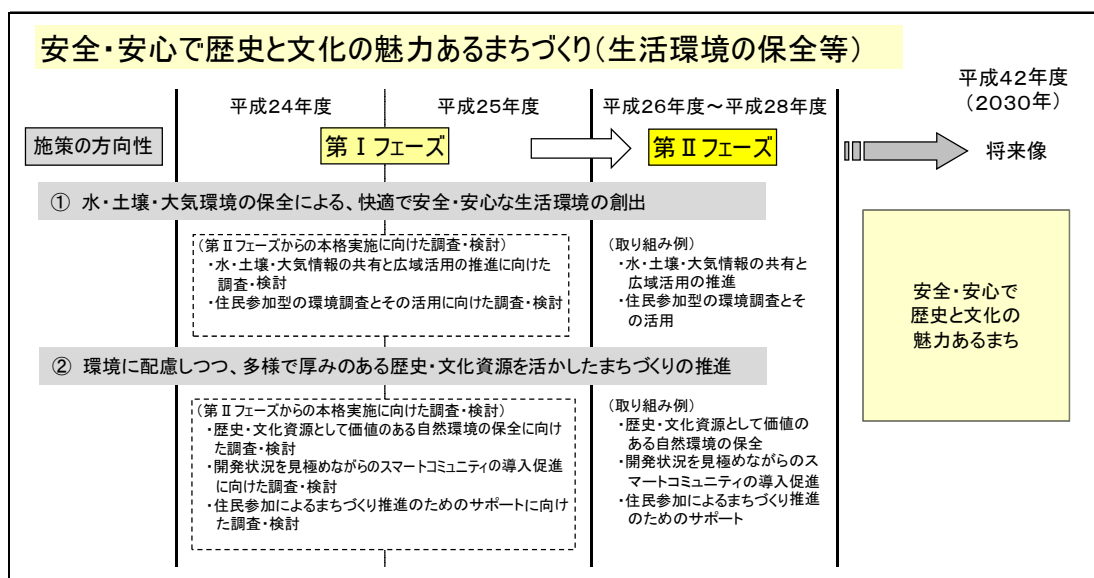 安全・安心で歴史と文化の魅力あるまちづくり(生活環境の保全等)
平成24年度
平成25年度
平成26年度～平成28年度
平成42年度
(2030年)
施策の方向性
第Ⅰフェーズ
第Ⅱフェーズ
将来像
① 水・土壌・大気環境の保全による、快適で安全・安心な生活環境の創出
(第Ⅱフェーズからの本格実施に向けた調査・検討)
・水・土壌・大気情報の共有と広域活用の推進に向けた
調査・検討
・住民参加型の環境調査とその活用に向けた調査・検討
(取り組み例)
・水・土壌・大気情報の共有と
広域活用の推進
・住民参加型の環境調査とそ
の活用
② 環境に配慮しつつ、多様で厚みのある歴史・文化資源を活かしたまちづくりの推進
(第Ⅱフェーズからの本格実施に向けた調査・検討)
・歴史・文化資源として価値のある自然環境の保全に向け
た調査・検討
・開発状況を見極めながらのスマートコミュニティの導入促進
に向けた調査・検討
・住民参加によるまちづくり推進のためのサポートに向け
た調査・検討
(取り組み例)
・歴史・文化資源として価値の
ある自然環境の保全
・開発状況を見極めながらのス
マートコミュニティの導入促進
・住民参加によるまちづくり推進
のためのサポート
安全・安心で
歴史と文化の
魅力あるまち